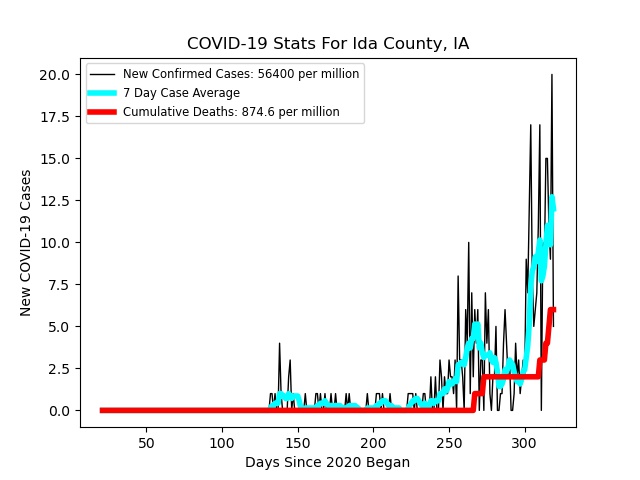 COVID-19 Stats For Ida County, IA
New Confirmed Cases: 56400 per million
7 Day Case Average
Cumulative Deaths: 874.6 per million
New COVID-19 Cases
20.0
17.5
15.0
12.5
10.0
7.5
5.0
2.5
0.0
50 100 150 200 250 300
Days Since 2020 Began